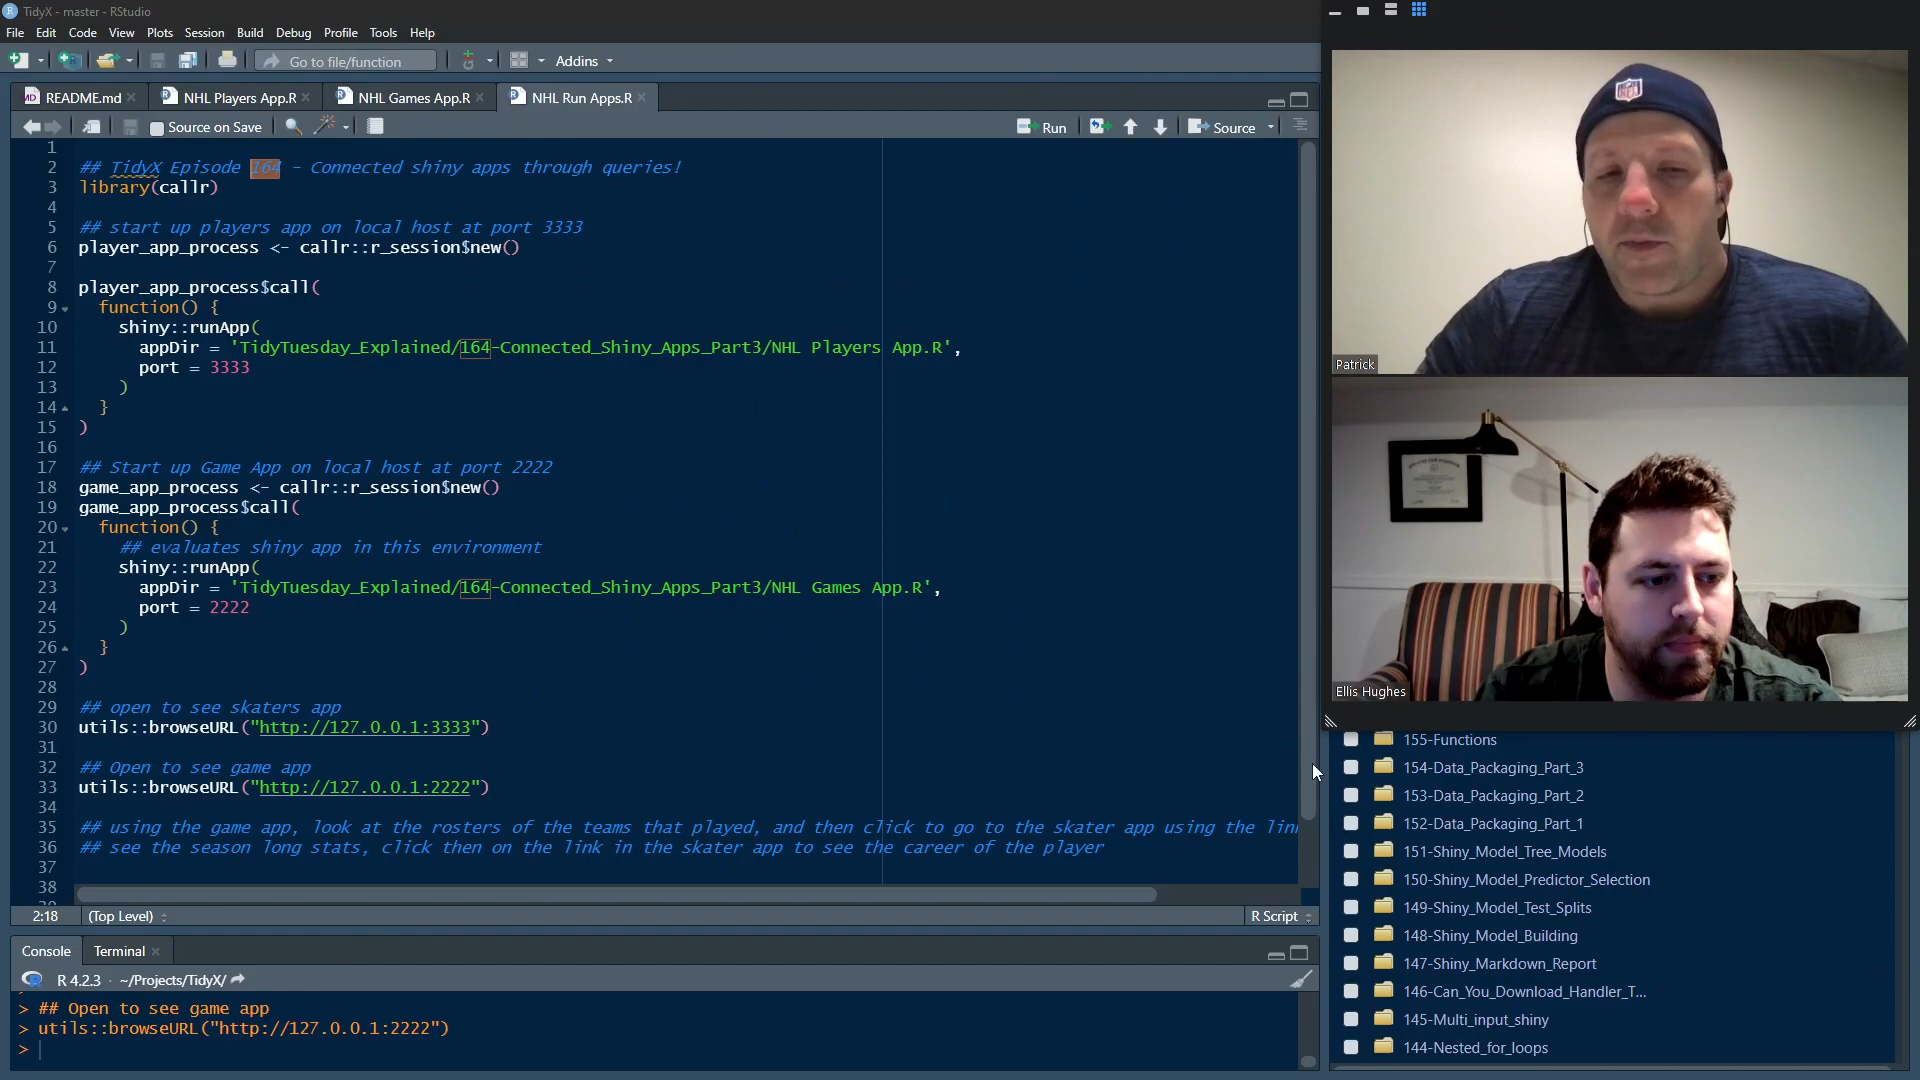 TidyX - master - RStudio
File Edit Code View Plots Session Build Debug Profile Tools Help
Go to file/function Addins
README.md NHL Players App.R NHL Games App.R NHL Run Apps.R
Source on Save Run Source
1
2 ## TidyX Episode 164 - Connected shiny apps through queries!
3 library(callr)
4
5 ## start up players app on local host at port 3333
6 player_app_process <- callr::r_session$new()
7
8 player_app_process$call(
9 function() {
10 shiny::runApp(
11 appDir = 'TidyTuesday_Explained/164-Connected_Shiny_Apps_Part3/NHL Players App.R',
12 port = 3333
13 )
14 }
15 )
16
17 ## Start up Game App on local host at port 2222
18 game_app_process <- callr::r_session$new()
19 game_app_process$call(
20 function() {
21 ## evaluates shiny app in this environment
22 shiny::runApp(
23 appDir = 'TidyTuesday_Explained/164-Connected_Shiny_Apps_Part3/NHL Games App.R',
24 port = 2222
25 )
26 }
27 )
28
29 ## open to see skaters app
30 utils::browseURL("http://127.0.0.1:3333")
31
32 ## Open to see game app
33 utils::browseURL("http://127.0.0.1:2222")
34
35 ## using the game app, look at the rosters of the teams that played, and then click to go to the skater app using the lin
36 ## see the season long stats, click then on the link in the skater app to see the career of the player
37
38
2:18 (Top Level) R Script
Console Terminal
R 4.2.3 · ~/Projects/TidyX/
> ## Open to see game app
> utils::browseURL("http://127.0.0.1:2222")
>
NFL
Patrick
Ellis Hughes
155-Functions
154-Data_Packaging_Part_3
153-Data_Packaging_Part_2
152-Data_Packaging_Part_1
151-Shiny_Model_Tree_Models
150-Shiny_Model_Predictor_Selection
149-Shiny_Model_Test_Splits
148-Shiny_Model_Building
147-Shiny_Markdown_Report
146-Can_You_Download_Handler_T...
145-Multi_input_shiny
144-Nested_for_loops